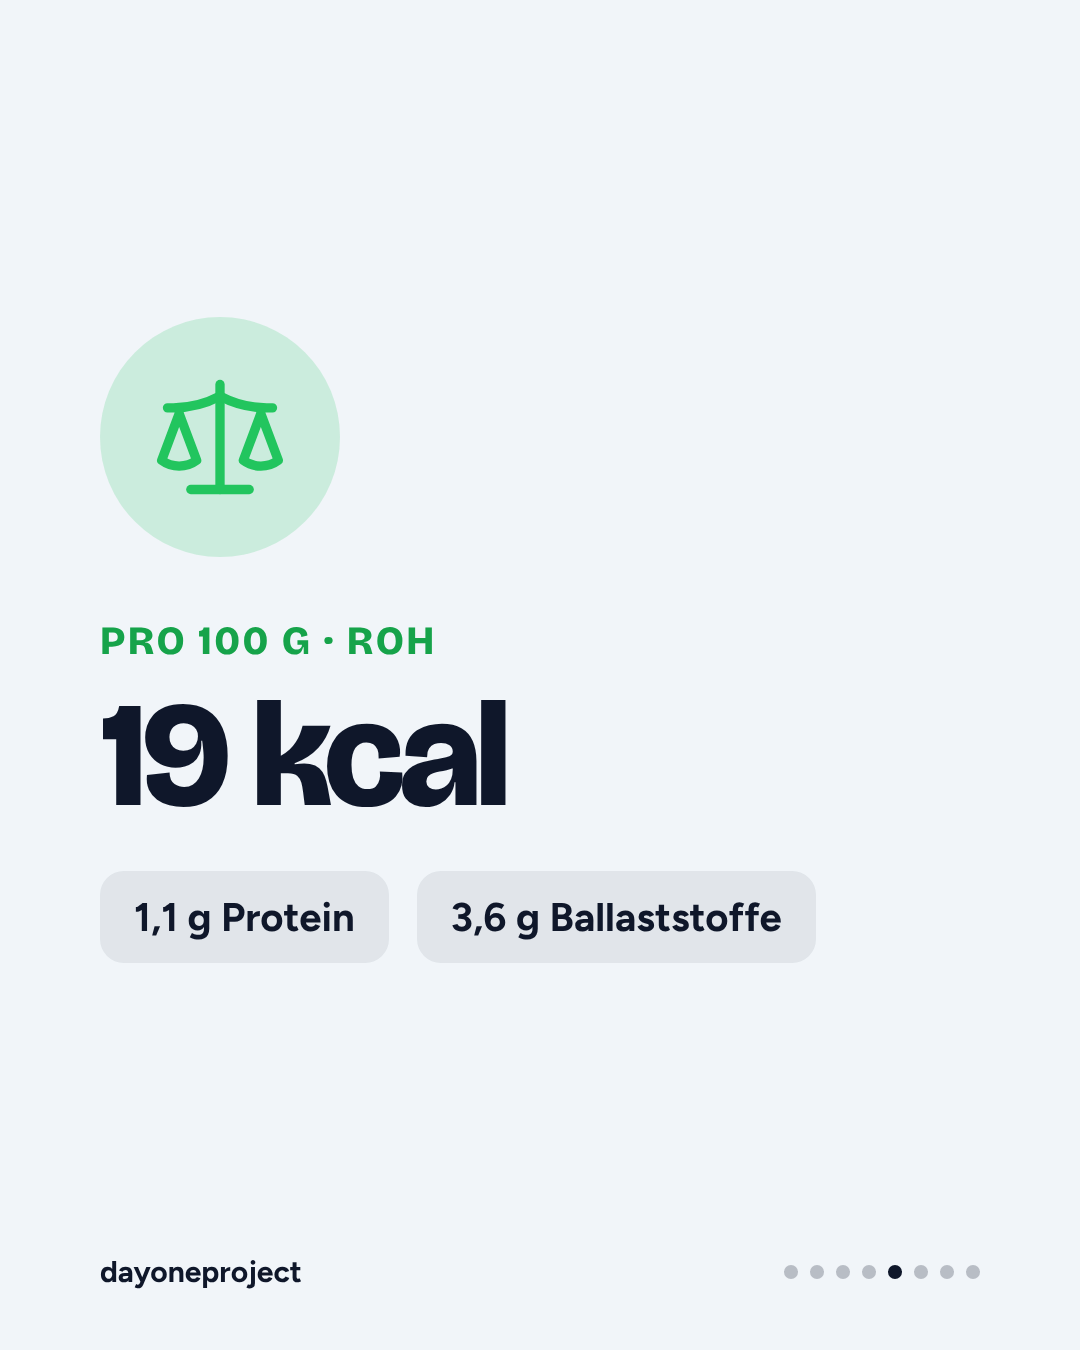 PRO 100 G · ROH
19 kcal
1,1 g Protein
3,6 g Ballaststoffe
dayoneproject